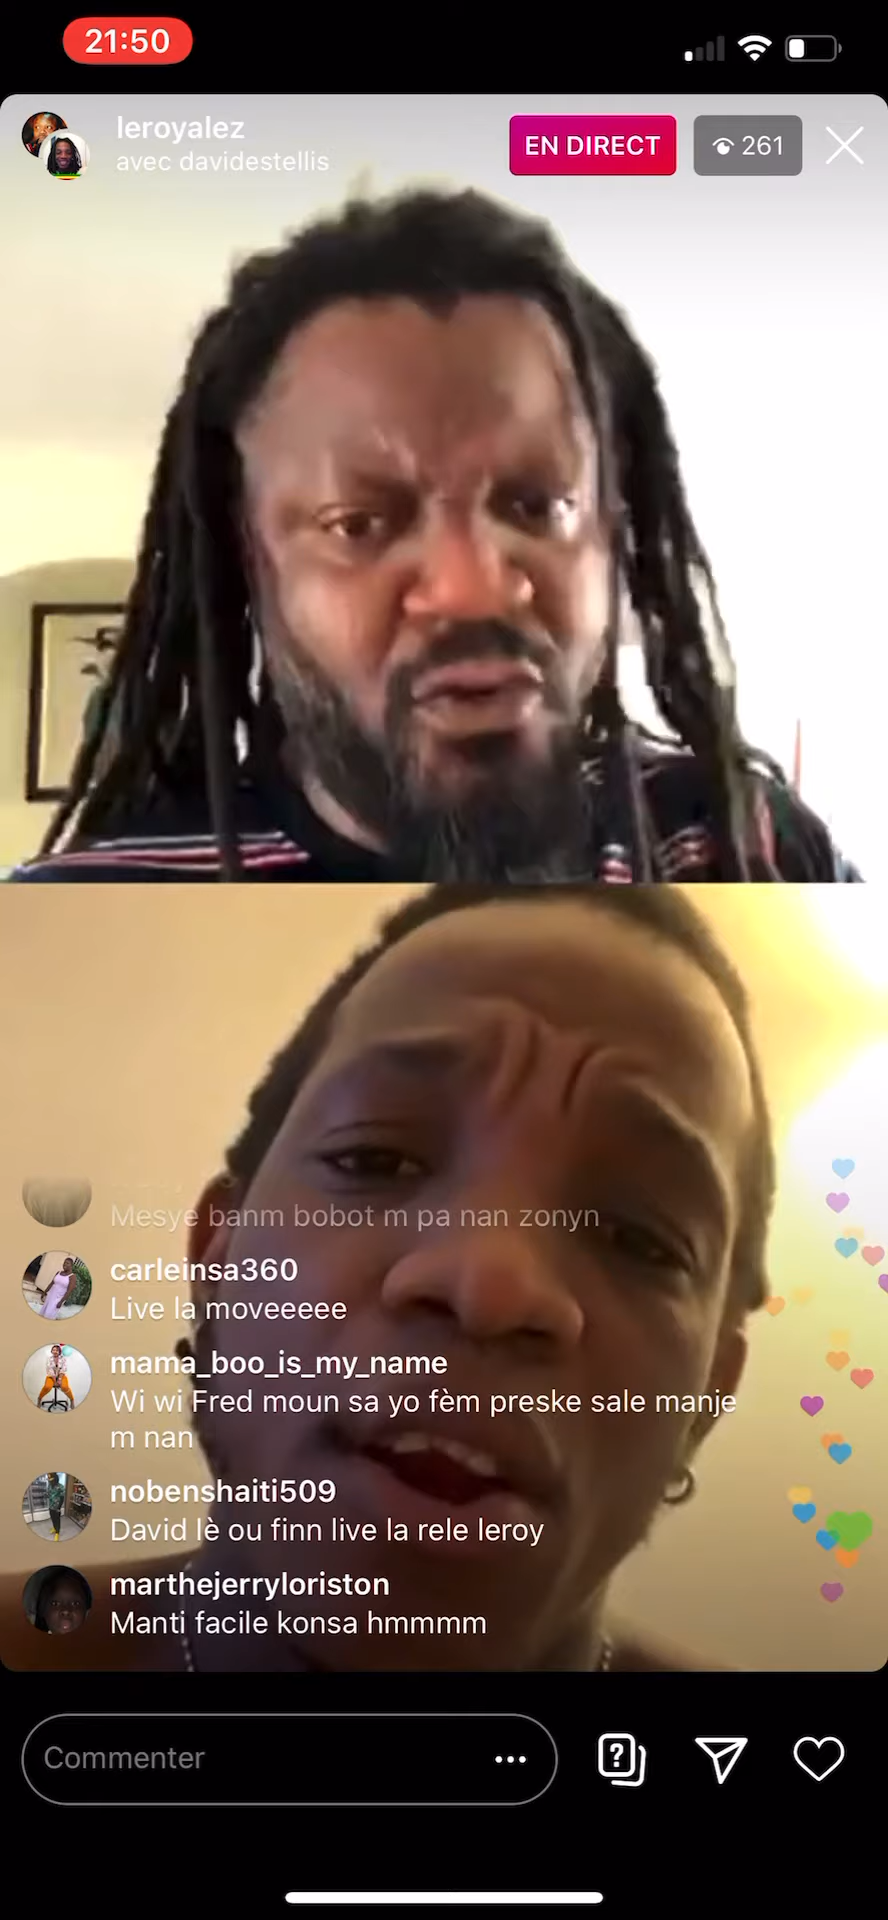 21:50
leroyalez
avec davidestellis
EN DIRECT
261
Mesye banm bobot m pa nan zonyn
carleinsa360
Live la moveeeee
mama_boo_is_my_name
Wi wi Fred moun sa yo fèm preske sale manje
m nan
nobenshaiti509
David lè ou finn live la rele leroy
marthejerryloriston
Manti facile konsa hmmmm
Commenter